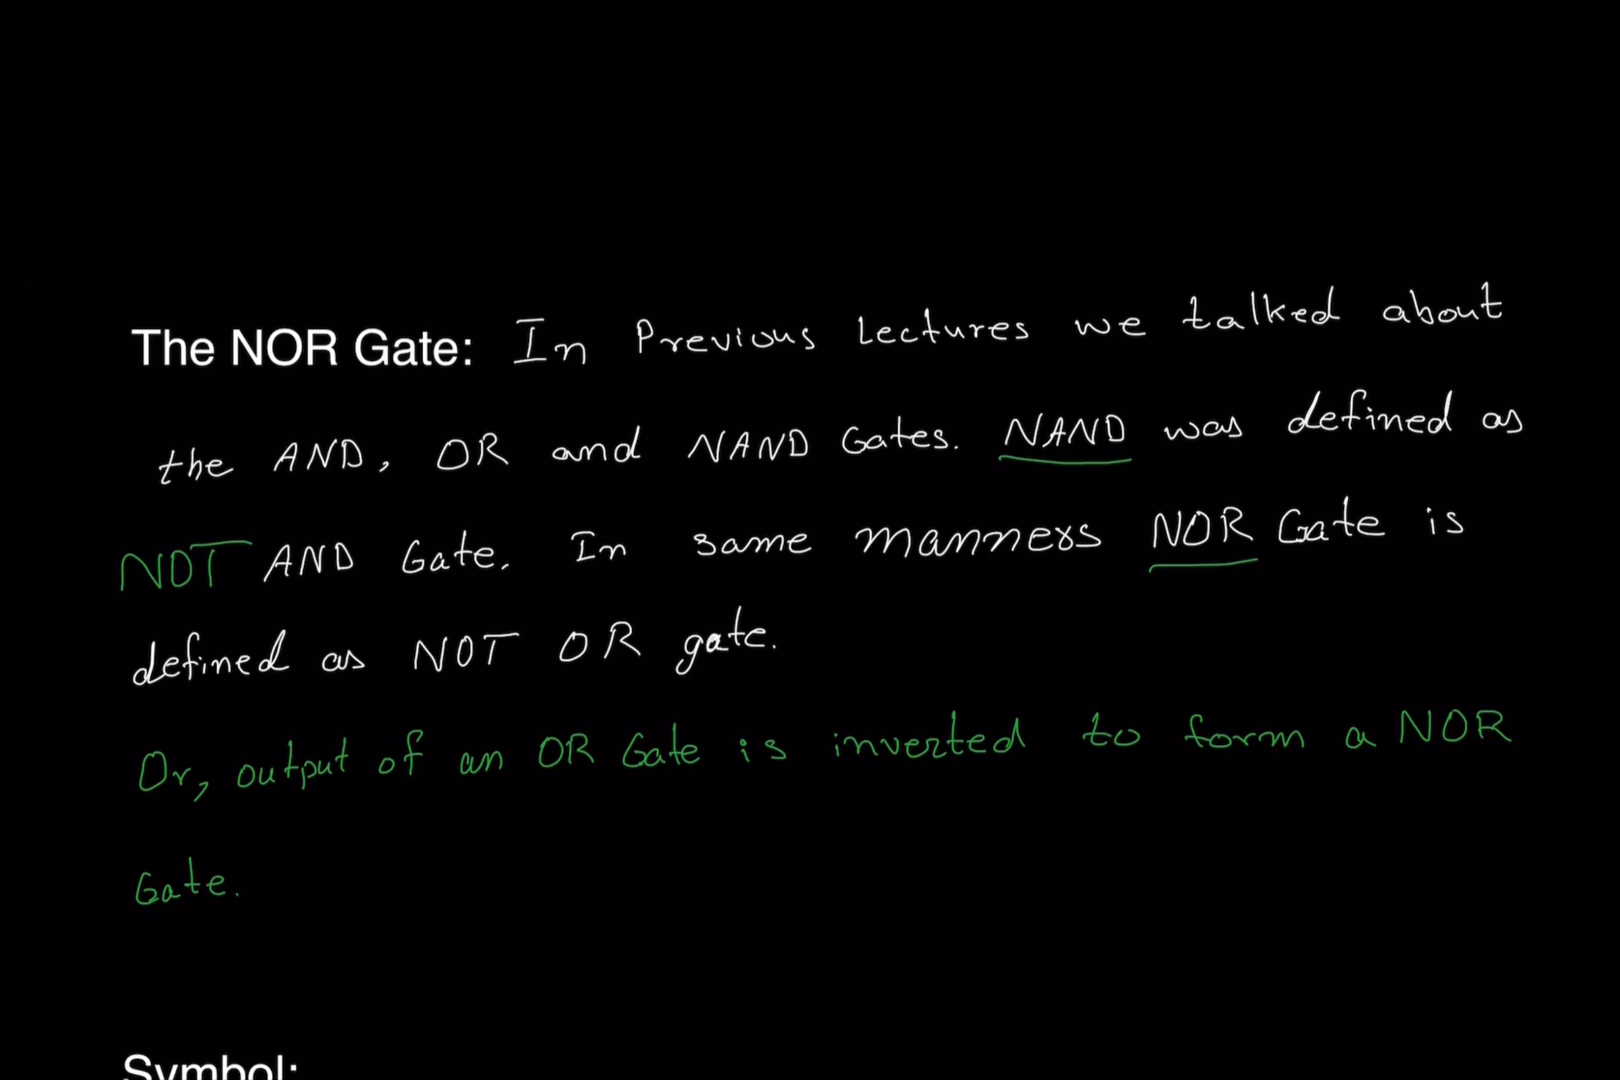 The NOR Gate: In Previous Lectures we talked about
the AND, OR and NAND Gates. NAND was defined as
NOT AND Gate. In same manners NOR Gate is
defined as NOT OR gate.
Or, output of an OR Gate is inverted to form a NOR
Gate.
Symbol: